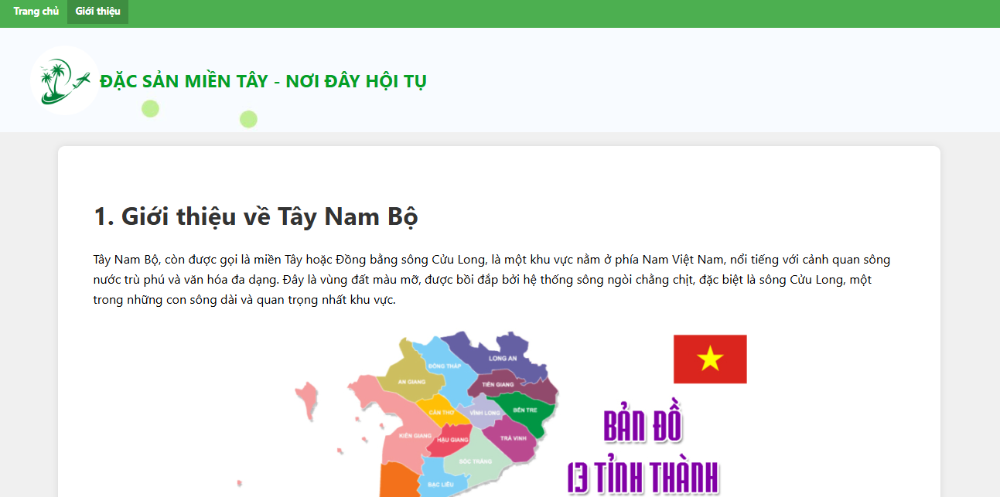 Trang chủ
Giới thiệu
ĐẶC SẢN MIỀN TÂY - NƠI ĐÂY HỘI TỤ
1. Giới thiệu về Tây Nam Bộ
Tây Nam Bộ, còn được gọi là miền Tây hoặc Đồng bằng sông Cửu Long, là một khu vực nằm ở phía Nam Việt Nam, nổi tiếng với cảnh quan sông
nước trù phú và văn hóa đa dạng. Đây là vùng đất màu mỡ, được bồi đắp bởi hệ thống sông ngòi chằng chịt, đặc biệt là sông Cửu Long, một
trong những con sông dài và quan trọng nhất khu vực.
LONG AN
ĐỒNG THÁP
AN GIANG
TIỀN GIANG
BẾN TRE
CẦN THƠ
VĨNH LONG
KIÊN GIANG
HẬU GIANG
TRÀ VINH
SÓC TRĂNG
BẠC LIÊU
BẢN ĐỒ
13 TỈNH THÀNH